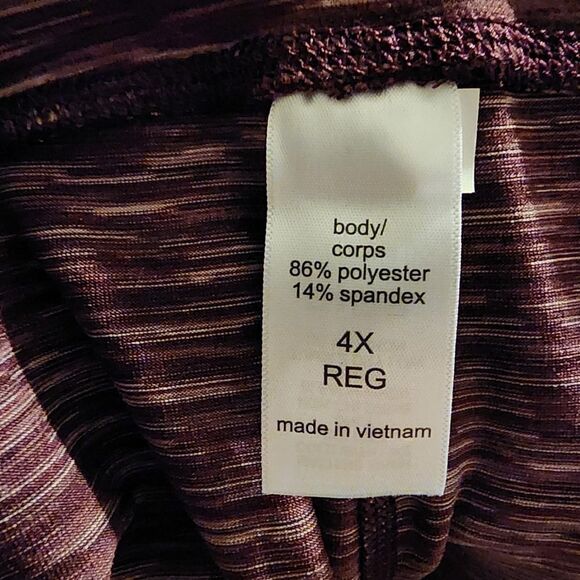 body/
corps
86% polyester
14% spandex
4X
REG
made in vietnam